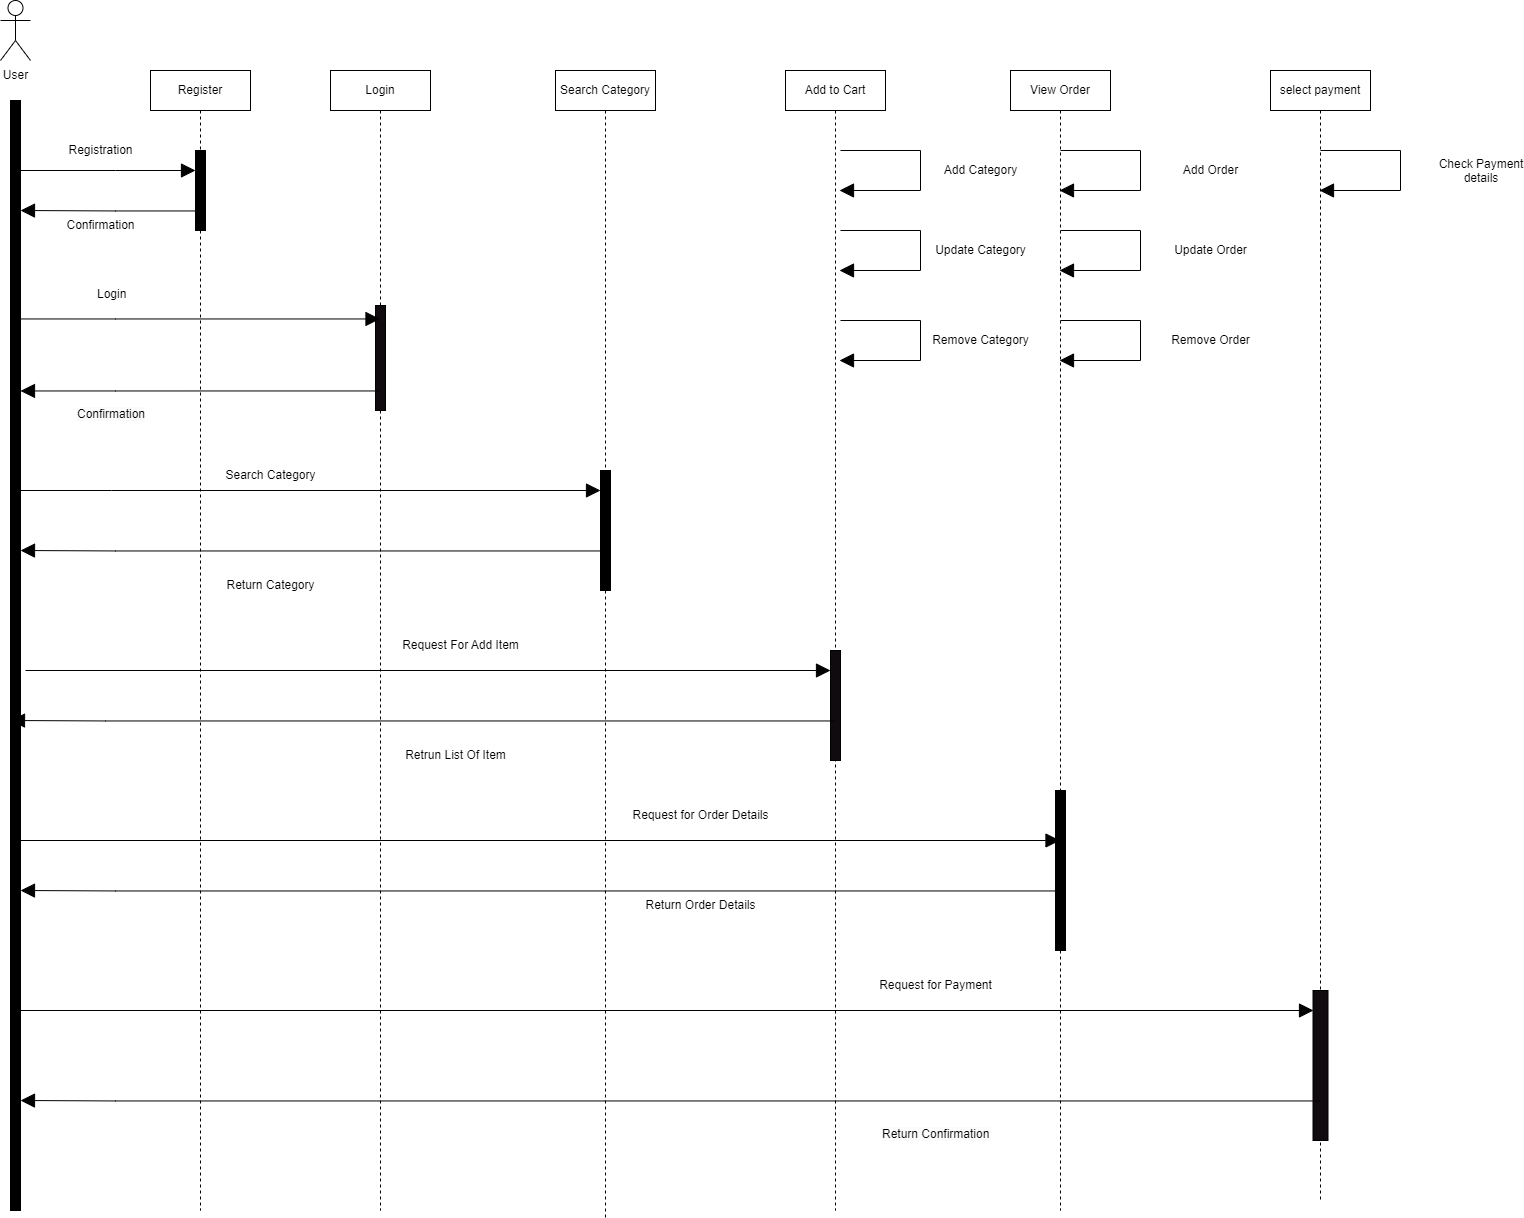 User
Register
Login
Search Category
Add to Cart
View Order
select payment
Registration
Add Category
Add Order
Check Payment
details
Confirmation
Update Category
Update Order
Login
Remove Category
Remove Order
Confirmation
Search Category
Return Category
Request For Add Item
Retrun List Of Item
Request for Order Details
Return Order Details
Request for Payment
Return Confirmation